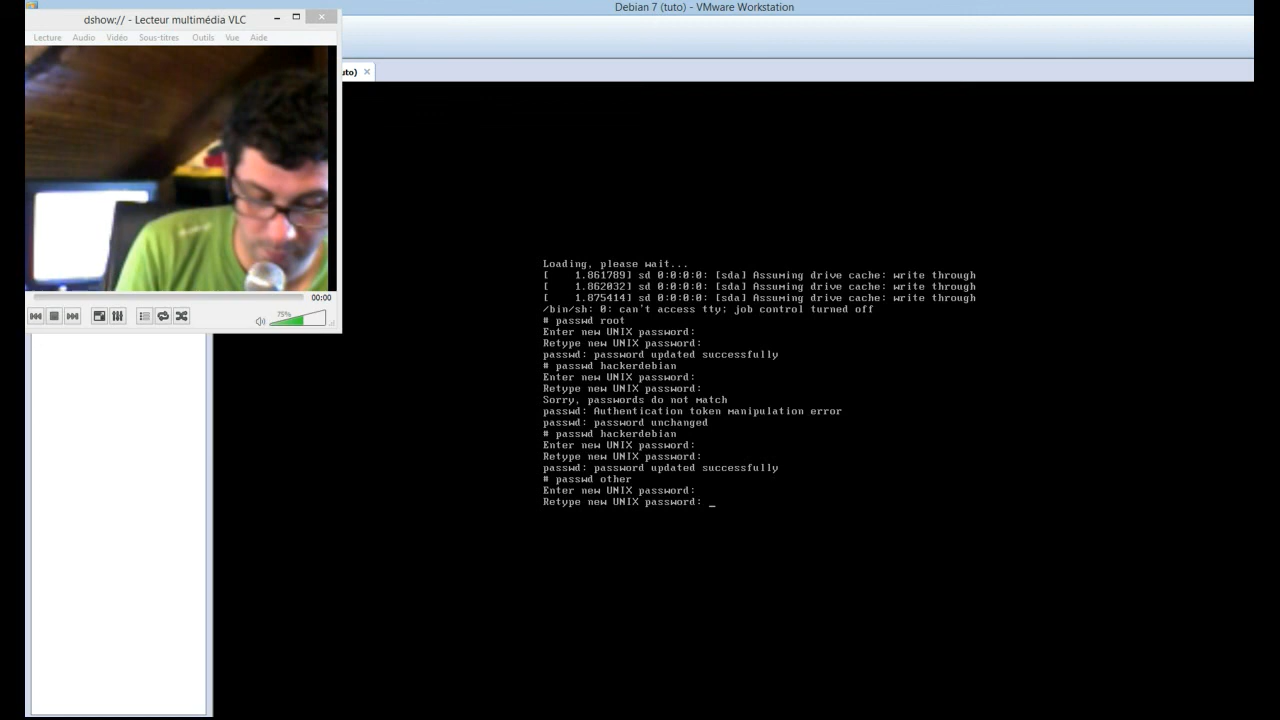 Debian 7 (tuto) - VMware Workstation
dshow:// - Lecteur multimédia VLC
Lecture Audio Vidéo Sous-titres Outils Vue Aide
uto)
00:00
75%
Loading, please wait...
[    1.861789] sd 0:0:0:0: [sda] Assuming drive cache: write through
[    1.862032] sd 0:0:0:0: [sda] Assuming drive cache: write through
[    1.875414] sd 0:0:0:0: [sda] Assuming drive cache: write through
/bin/sh: 0: can't access tty; job control turned off
# passwd root
Enter new UNIX password:
Retype new UNIX password:
passwd: password updated successfully
# passwd hackerdebian
Enter new UNIX password:
Retype new UNIX password:
Sorry, passwords do not match
passwd: Authentication token manipulation error
passwd: password unchanged
# passwd hackerdebian
Enter new UNIX password:
Retype new UNIX password:
passwd: password updated successfully
# passwd other
Enter new UNIX password:
Retype new UNIX password: _